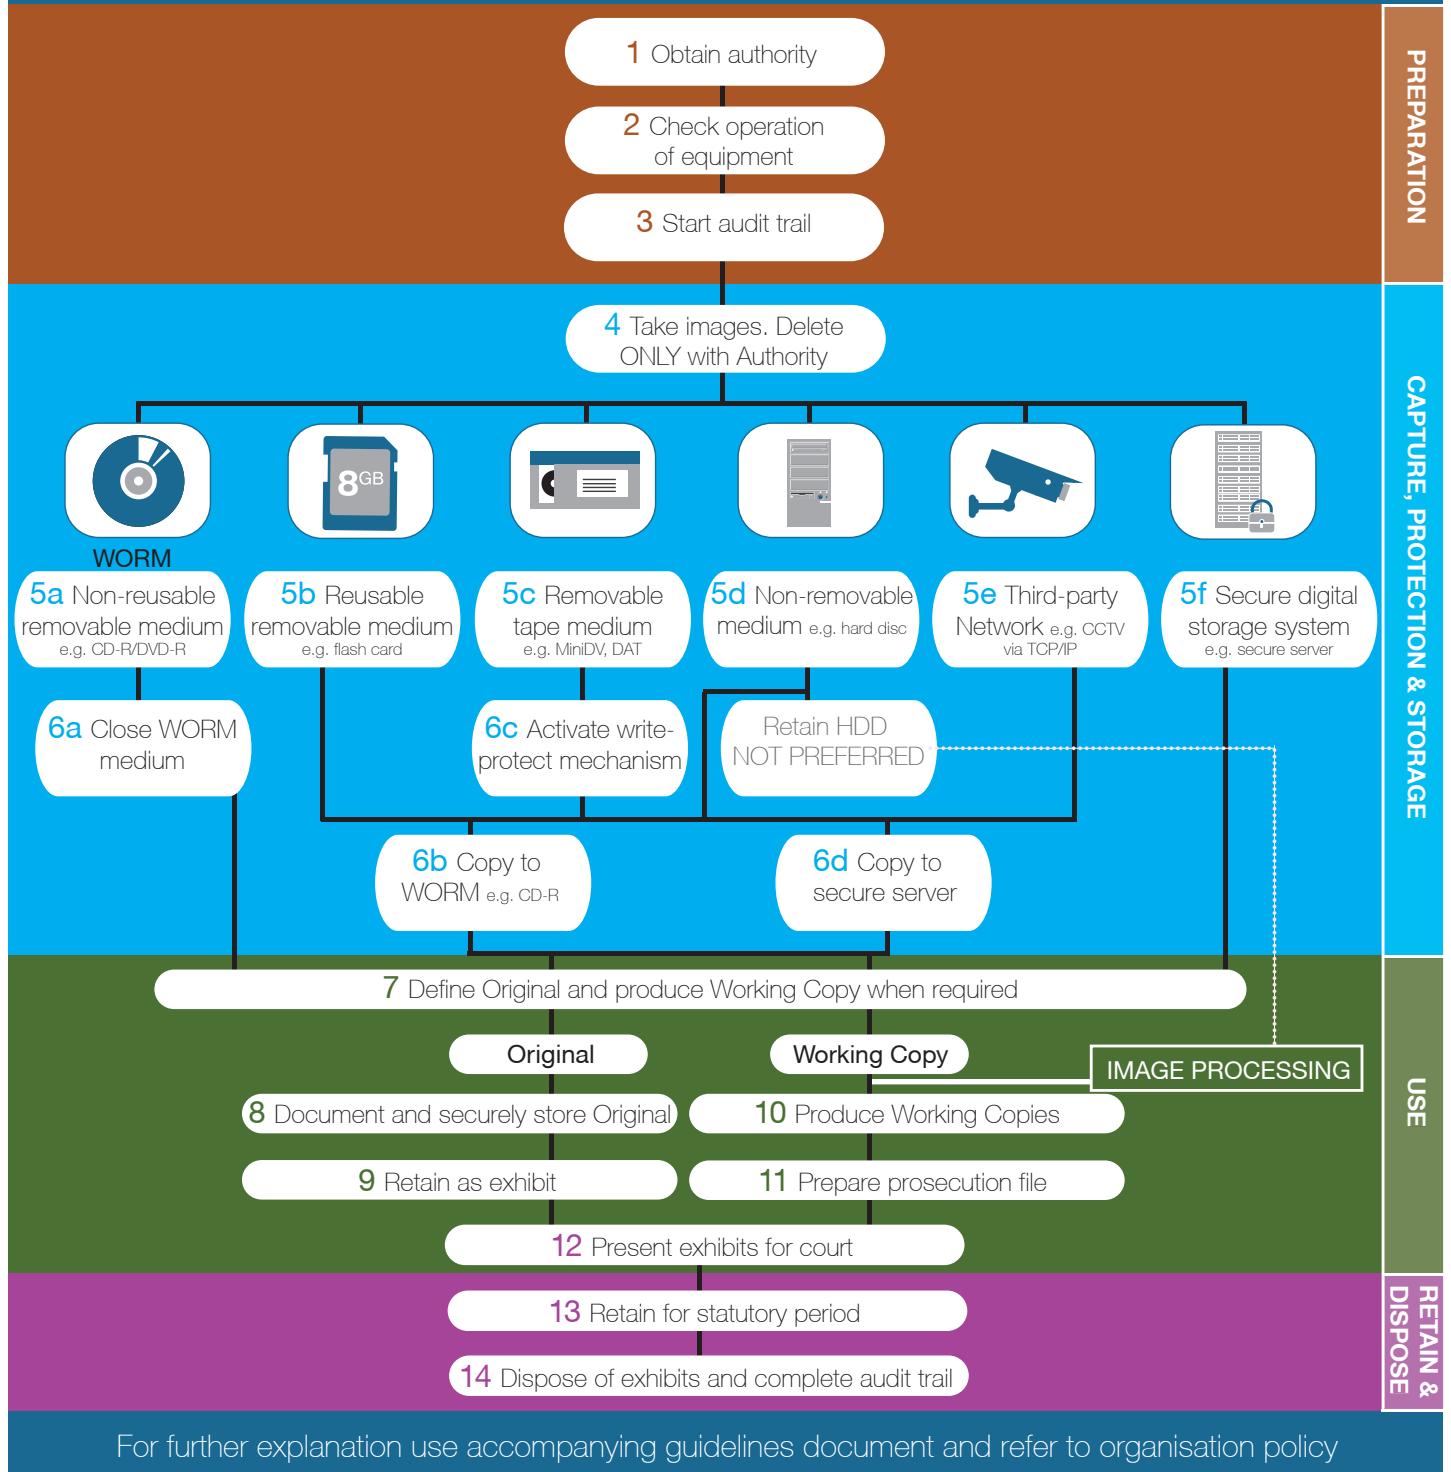 1 Obtain authority
2 Check operation
of equipment
3 Start audit trail
PREPARATION
4 Take images. Delete
ONLY with Authority
8GB
WORM
5a Non-reusable
removable medium
e.g. CD-R/DVD-R
5b Reusable
removable medium
e.g. flash card
5c Removable
tape medium
e.g. MiniDV, DAT
5d Non-removable
medium e.g. hard disc
5e Third-party
Network e.g. CCTV
via TCP/IP
5f Secure digital
storage system
e.g. secure server
6a Close WORM
medium
6c Activate write-
protect mechanism
Retain HDD
NOT PREFERRED
6b Copy to
WORM e.g. CD-R
6d Copy to
secure server
CAPTURE, PROTECTION & STORAGE
7 Define Original and produce Working Copy when required
Original
Working Copy
IMAGE PROCESSING
8 Document and securely store Original
10 Produce Working Copies
9 Retain as exhibit
11 Prepare prosecution file
12 Present exhibits for court
USE
13 Retain for statutory period
14 Dispose of exhibits and complete audit trail
RETAIN &
DISPOSE
For further explanation use accompanying guidelines document and refer to organisation policy